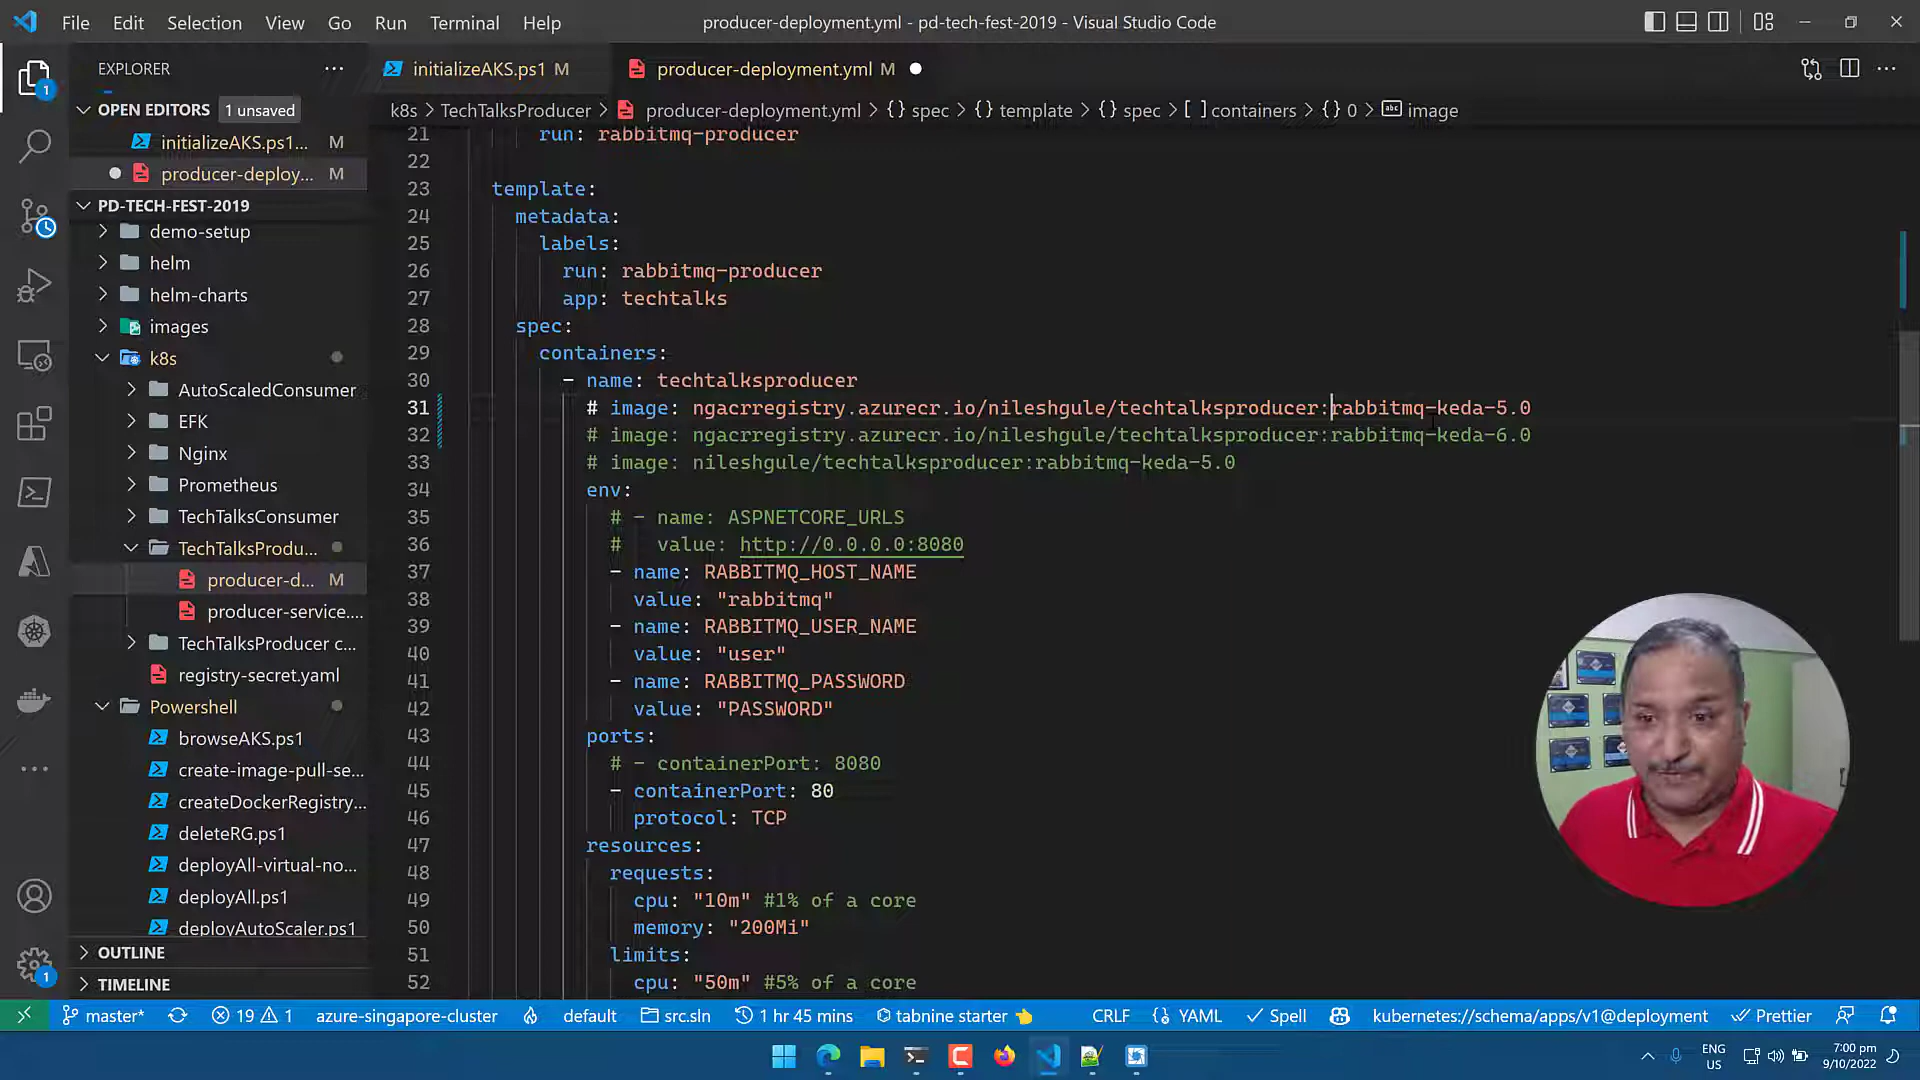 File Edit Selection View Go Run Terminal Help
producer-deployment.yml - pd-tech-fest-2019 - Visual Studio Code
EXPLORER
OPEN EDITORS 1 unsaved
initializeAKS.ps1... M
producer-deploy... M
PD-TECH-FEST-2019
demo-setup
helm
helm-charts
images
k8s
AutoScaledConsumer
EFK
Nginx
Prometheus
TechTalksConsumer
TechTalksProdu...
producer-d... M
producer-service....
TechTalksProducer c...
registry-secret.yaml
Powershell
browseAKS.ps1
create-image-pull-se...
createDockerRegistry...
deleteRG.ps1
deployAll-virtual-no...
deployAll.ps1
deployAutoScaler.ps1
OUTLINE
TIMELINE
1
1
initializeAKS.ps1 M
producer-deployment.yml M
k8s > TechTalksProducer > producer-deployment.yml > {} spec > {} template > {} spec > [ ] containers > {} 0 > abc image
21 run: rabbitmq-producer
22
23 template:
24 metadata:
25 labels:
26 run: rabbitmq-producer
27 app: techtalks
28 spec:
29 containers:
30 - name: techtalksproducer
31 # image: ngacrregistry.azurecr.io/nileshgule/techtalksproducer:rabbitmq-keda-5.0
32 # image: ngacrregistry.azurecr.io/nileshgule/techtalksproducer:rabbitmq-keda-6.0
33 # image: nileshgule/techtalksproducer:rabbitmq-keda-5.0
34 env:
35 # - name: ASPNETCORE_URLS
36 # value: http://0.0.0.0:8080
37 - name: RABBITMQ_HOST_NAME
38 value: "rabbitmq"
39 - name: RABBITMQ_USER_NAME
40 value: "user"
41 - name: RABBITMQ_PASSWORD
42 value: "PASSWORD"
43 ports:
44 # - containerPort: 8080
45 - containerPort: 80
46 protocol: TCP
47 resources:
48 requests:
49 cpu: "10m" #1% of a core
50 memory: "200Mi"
51 limits:
52 cpu: "50m" #5% of a core
master* 19 1 azure-singapore-cluster default src.sln 1 hr 45 mins tabnine starter CRLF {} YAML Spell kubernetes://schema/apps/v1@deployment Prettier
ENG
US
7:00 pm
9/10/2022